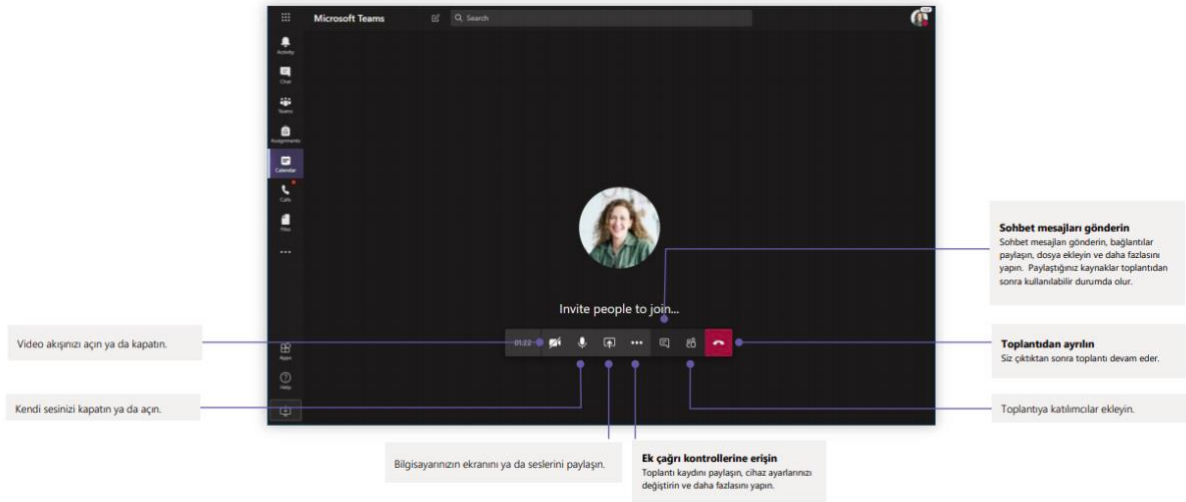 Microsoft Teams
Search
Activity
Chat
Teams
Assignments
Calendar
Calls
Files
Apps
Help
Invite people to join...
01:22
Video akışınızı açın ya da kapatın.
Kendi sesinizi kapatın ya da açın.
Bilgisayarınızın ekranını ya da seslerini paylaşın.
Ek çağrı kontrollerine erişin
Toplantı kaydını paylaşın, cihaz ayarlarınızı
değiştirin ve daha fazlasını yapın.
Sohbet mesajları gönderin
Sohbet mesajları gönderin, bağlantılar
paylaşın, dosya ekleyin ve daha fazlasını
yapın. Paylaştığınız kaynaklar toplantıdan
sonra kullanılabilir durumda olur.
Toplantıdan ayrılın
Siz çıktıktan sonra toplantı devam eder.
Toplantıya katılımcılar ekleyin.